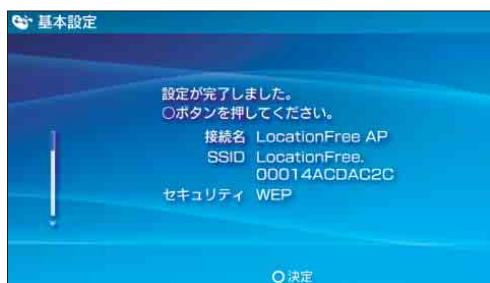 基本設定
設定が完了しました。
○ボタンを押してください。
接続名 LocationFree AP
SSID LocationFree.
00014ACDAC2C
セキュリティ WEP
○決定